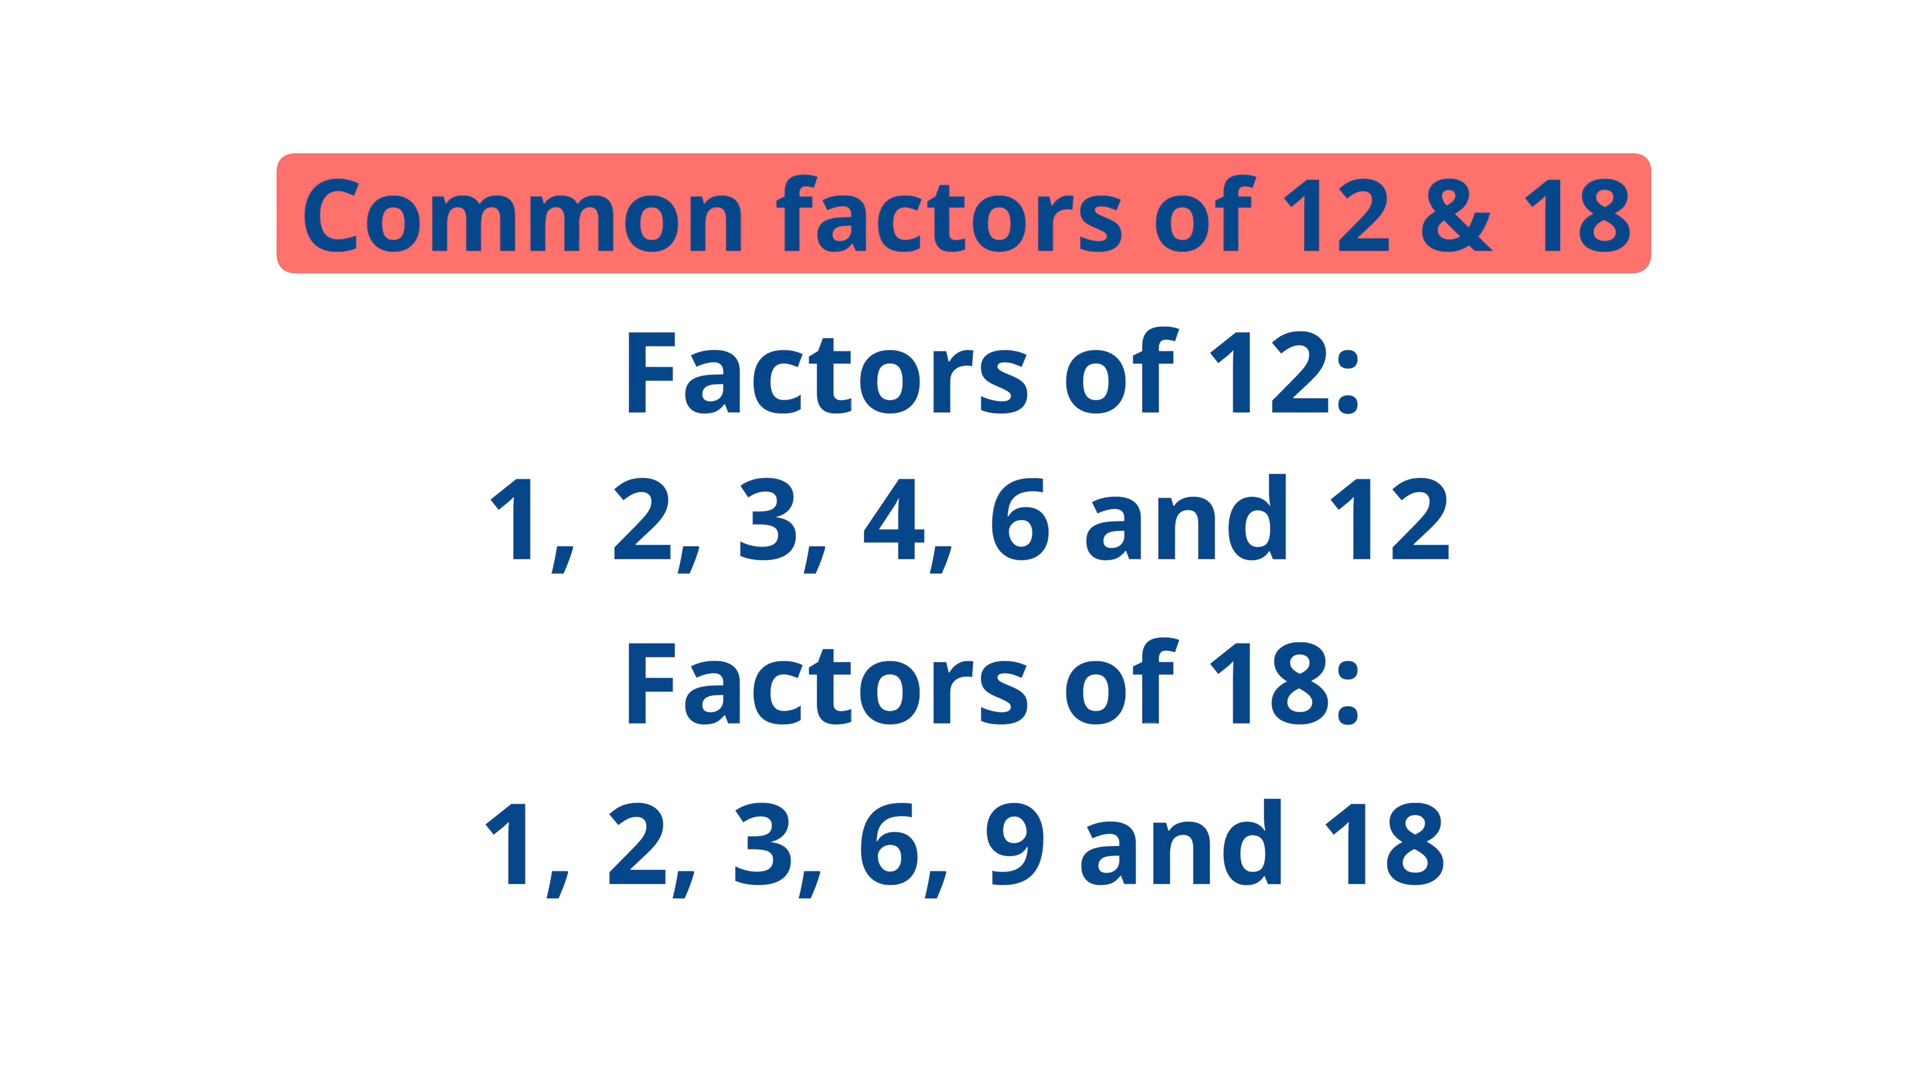 Common factors of 12 & 18
Factors of 12:
1, 2, 3, 4, 6 and 12
Factors of 18:
1, 2, 3, 6, 9 and 18